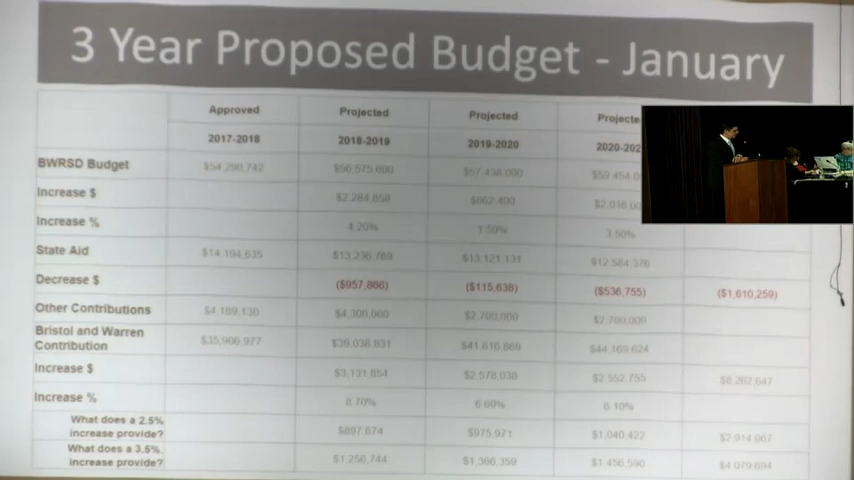 3 Year Proposed Budget - January
Approved Projected Projected
2017-2018 2018-2019 2019-2020
BWRSD Budget $54,290,742 $56,575,600 $57,438,000
Increase $ $2,284,858 $862,400
Increase % 4.20% 1.50% 3.50%
State Aid $14,194,635 $13,236,769 $13,121,131 $12,584,376
Decrease $ ($957,866) ($115,638) ($536,755) ($1,610,259)
Other Contributions $4,189,130 $4,300,000 $2,700,000 $2,700,000
Bristol and Warren
Contribution $35,906,977 $39,038,831 $41,616,869 $44,169,624
Increase $ $3,131,854 $2,578,038 $2,552,755 $8,262,647
Increase % 8.70% 6.60% 6.10%
What does a 2.5%
increase provide? $897,674 $975,971 $1,040,422 $2,914,067
What does a 3.5%
increase provide? $1,256,744 $1,366,359 $1,456,590 $4,079,694